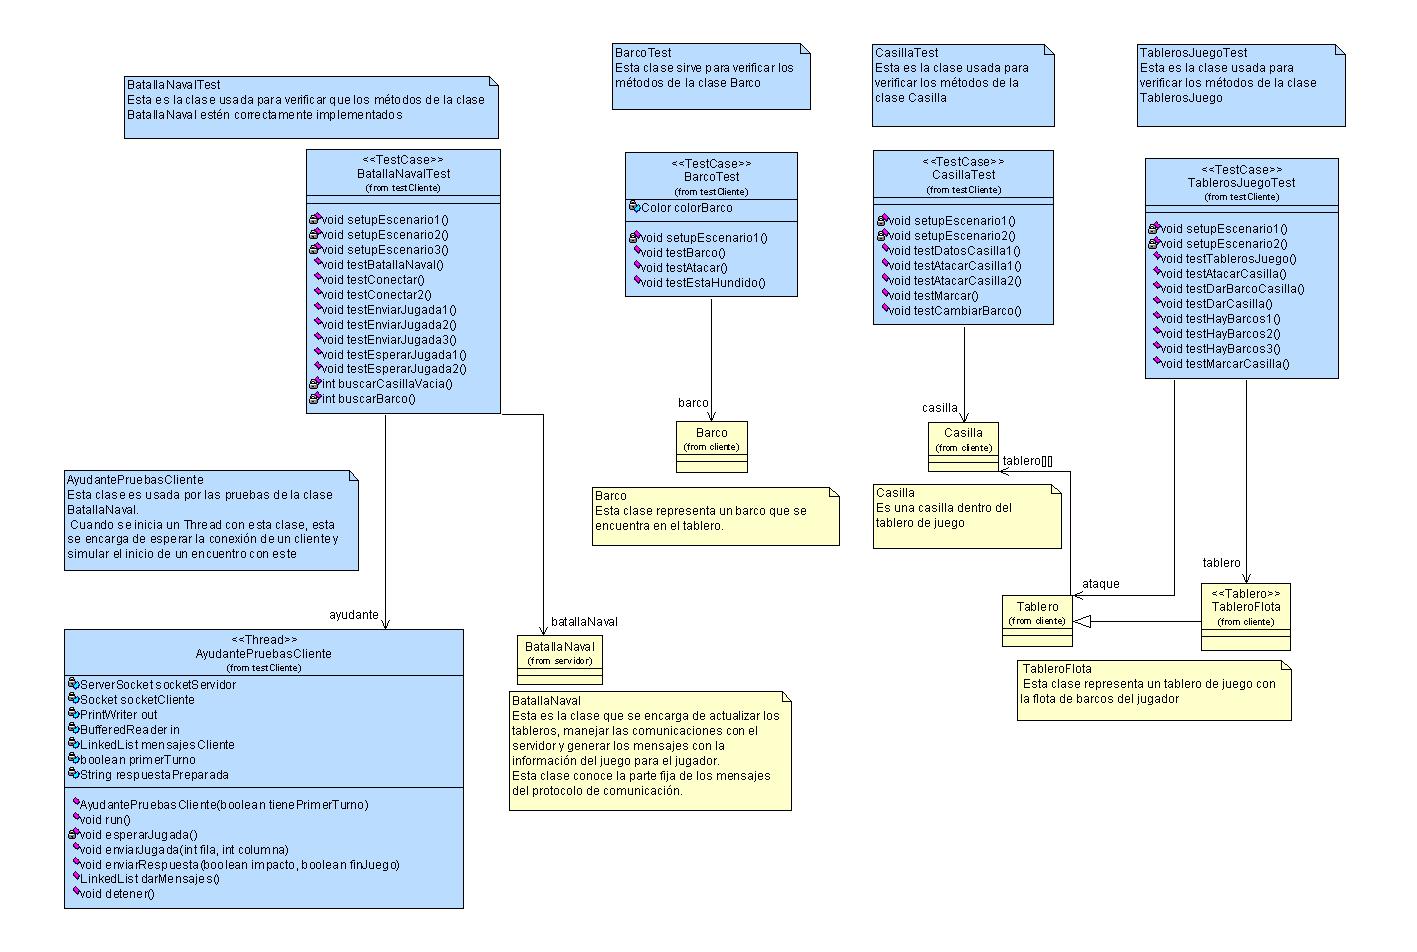 BatallaNavalTest
Esta es la clase usada para verificar que los métodos de la clase
BatallaNaval estén correctamente implementados
BarcoTest
Esta clase sirve para verificar los
métodos de la clase Barco
CasillaTest
Esta es la clase usada para
verificar los métodos de la
clase Casilla
TablerosJuegoTest
Esta es la clase usada para
verificar los métodos de la clase
TablerosJuego
<<TestCase>>
BatallaNavalTest
(from testCliente)
void setupEscenario1()
void setupEscenario2()
void setupEscenario3()
void testBatallaNaval()
void testConectar()
void testConectar2()
void testEnviarJugada1()
void testEnviarJugada2()
void testEnviarJugada3()
void testEsperarJugada1()
void testEsperarJugada2()
int buscarCasillaVacia()
int buscarBarco()
<<TestCase>>
BarcoTest
(from testCliente)
Color colorBarco
void setupEscenario1()
void testBarco()
void testAtacar()
void testEstaHundido()
<<TestCase>>
CasillaTest
(from testCliente)
void setupEscenario1()
void setupEscenario2()
void testDatosCasilla1()
void testAtacarCasilla1()
void testAtacarCasilla2()
void testMarcar()
void testCambiarBarco()
<<TestCase>>
TablerosJuegoTest
(from testCliente)
void setupEscenario1()
void setupEscenario2()
void testTablerosJuego()
void testAtacarCasilla()
void testDarBarcoCasilla()
void testDarCasilla()
void testHayBarcos1()
void testHayBarcos2()
void testHayBarcos3()
void testMarcarCasilla()
barco
Barco
(from cliente)
Barco
Esta clase representa un barco que se
encuentra en el tablero.
casilla
Casilla
(from cliente)
tablero[][]
Casilla
Es una casilla dentro del
tablero de juego
AyudantePruebasCliente
Esta clase es usada por las pruebas de la clase
BatallaNaval.
Cuando se inicia un Thread con esta clase, esta
se encarga de esperar la conexión de un cliente y
simular el inicio de un encuentro con este
ataque
tablero
Tablero
(from cliente)
<<Tablero>>
TableroFlota
(from cliente)
TableroFlota
Esta clase representa un tablero de juego con
la flota de barcos del jugador
ayudante
<<Thread>>
AyudantePruebasCliente
(from testCliente)
ServerSocket socketServidor
Socket socketCliente
PrintWriter out
BufferedReader in
LinkedList mensajesCliente
boolean primerTurno
String respuestaPreparada
AyudantePruebasCliente(boolean tienePrimerTurno)
void run()
void esperarJugada()
void enviarJugada(int fila, int columna)
void enviarRespuesta(boolean impacto, boolean finJuego)
LinkedList darMensajes()
void detener()
batallaNaval
BatallaNaval
(from servidor)
BatallaNaval
Esta es la clase que se encarga de actualizar los
tableros, manejar las comunicaciones con el
servidor y generar los mensajes con la
información del juego para el jugador.
Esta clase conoce la parte fija de los mensajes
del protocolo de comunicación.